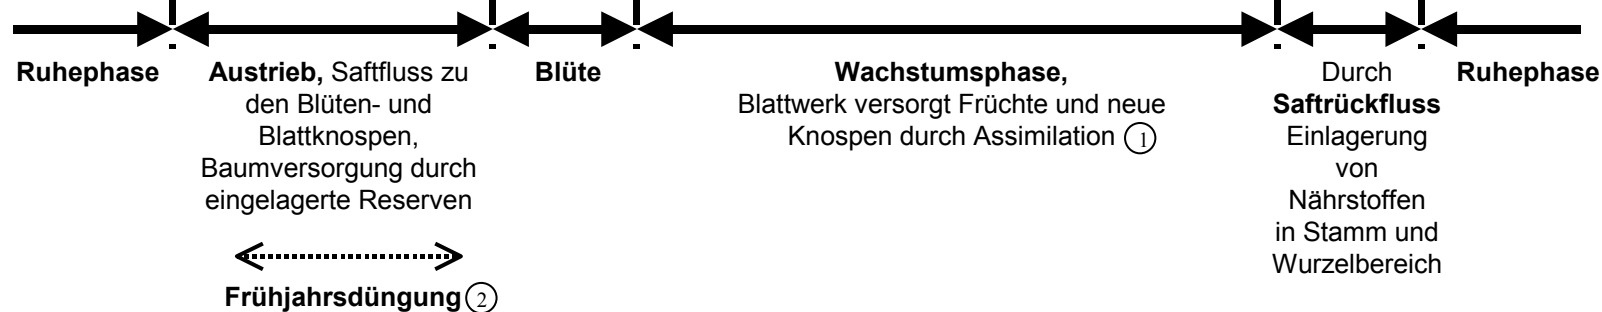 Ruhephase
Austrieb, Saftfluss zu
den Blüten- und
Blattknospen,
Baumversorgung durch
eingelagerte Reserven
Frühjahrsdüngung 2
Blüte
Wachstumsphase,
Blattwerk versorgt Früchte und neue
Knospen durch Assimilation 1
Durch
Saftrückfluss
Einlagerung
von
Nährstoffen
in Stamm und
Wurzelbereich
Ruhephase